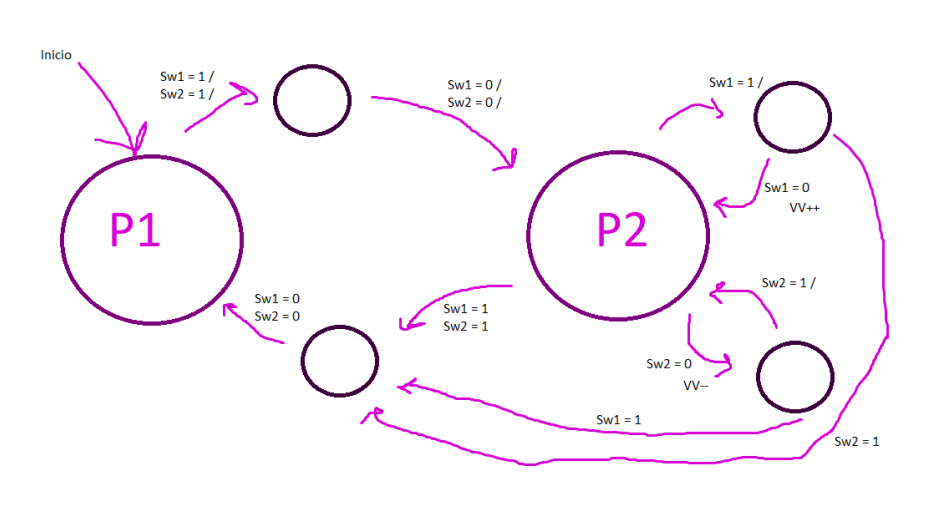 Inicio
Sw1 = 1 /
Sw2 = 1 /
Sw1 = 0 /
Sw2 = 0 /
Sw1 = 1 /
Sw1 = 0
VV++
P1
P2
Sw2 = 1 /
Sw1 = 0
Sw2 = 0
Sw1 = 1
Sw2 = 1
Sw2 = 0
VV--
Sw1 = 1
Sw2 = 1